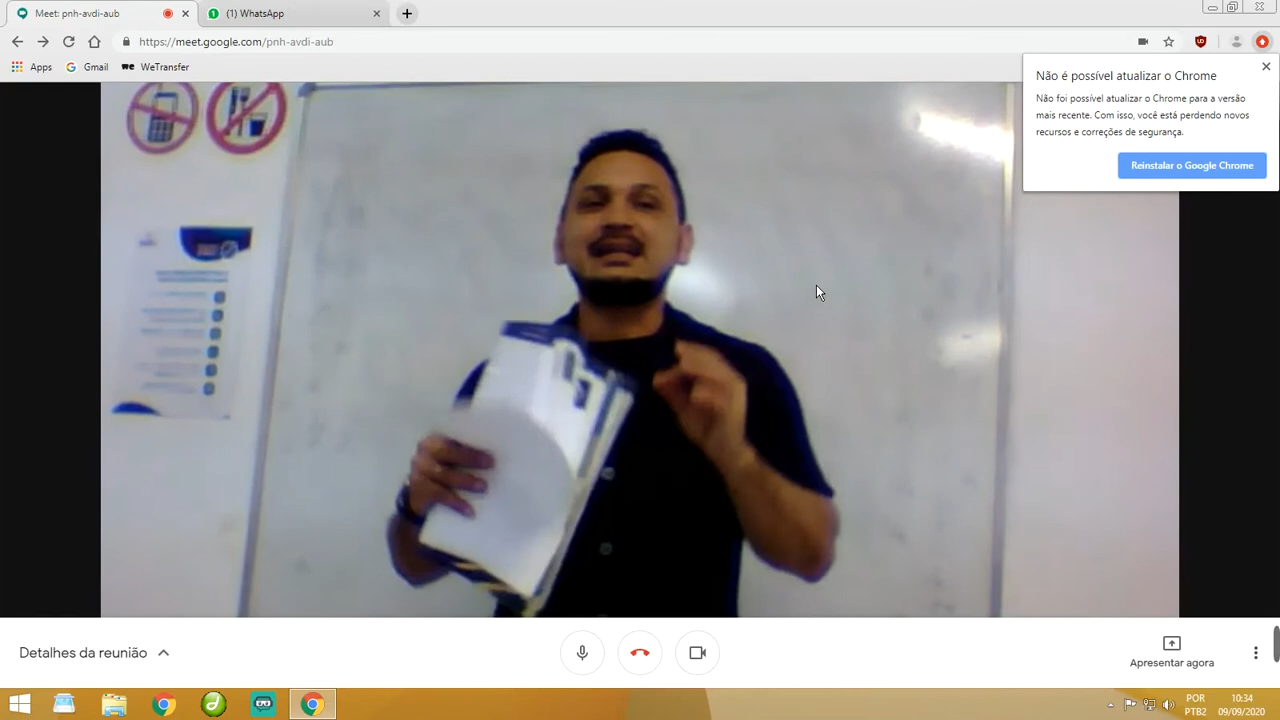 Meet: pnh-avdi-aub
(1) WhatsApp
https://meet.google.com/pnh-avdi-aub
Apps
Gmail
WeTransfer
Não é possível atualizar o Chrome
Não foi possível atualizar o Chrome para a versão
mais recente. Com isso, você está perdendo novos
recursos e correções de segurança.
Reinstalar o Google Chrome
Detalhes da reunião
Apresentar agora
POR
PTB2
10:34
09/09/2020